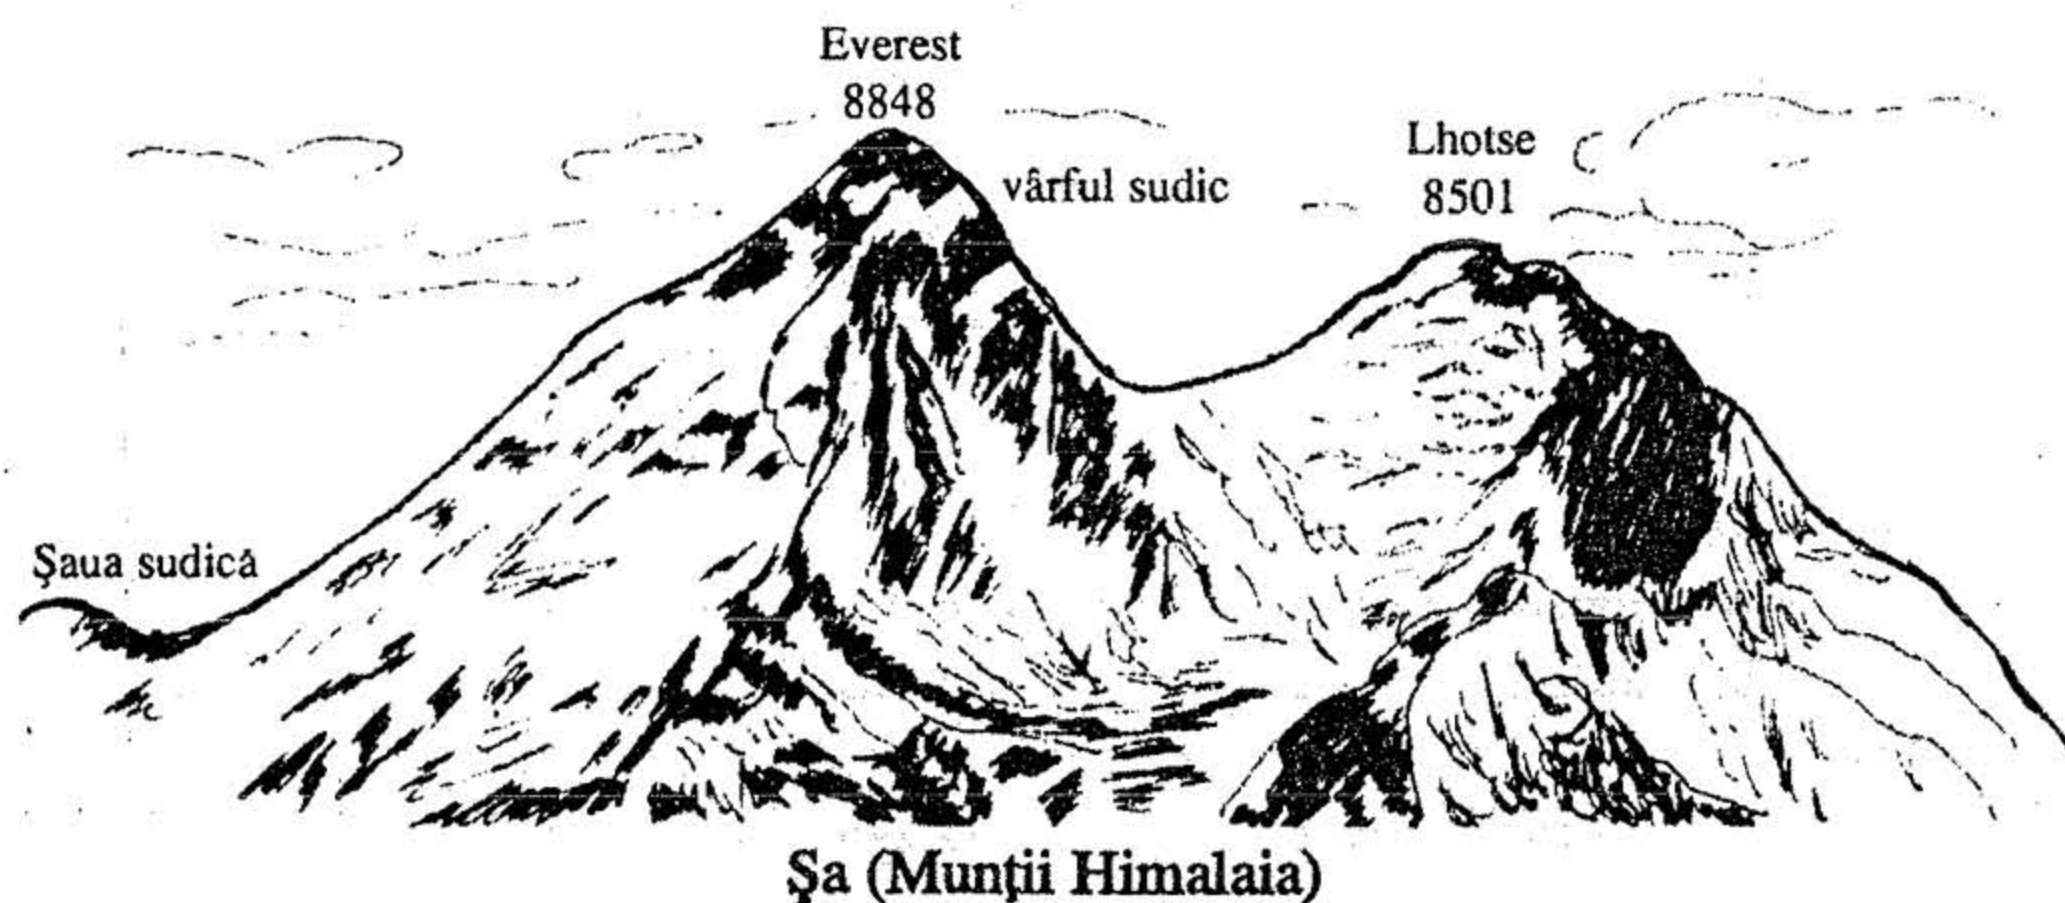 Everest
8848
vârful sudic
Lhotse
8501
Şaua sudică
Şa (Munţii Himalaia)